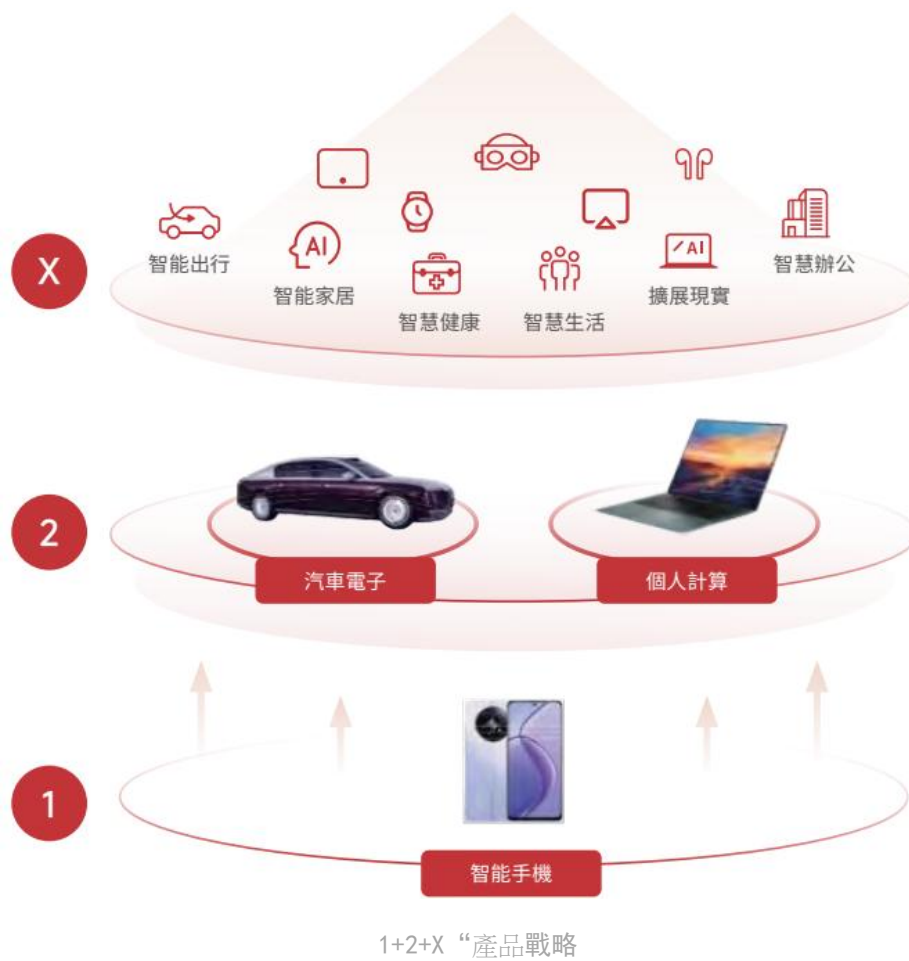 AI
AI
智能出行
智慧辦公
X
智能家居
擴展現實
智慧健康
智慧生活
2
汽車電子
個人計算
1
智能手機
1+2+X“產品戰略